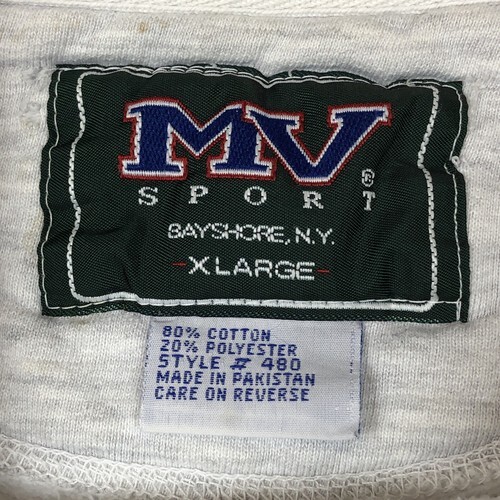 MV
SPORT ®
BAYSHORE, N.Y.
-XLARGE-
80% COTTON
20% POLYESTER
STYLE # 480
MADE IN PAKISTAN
CARE ON REVERSE